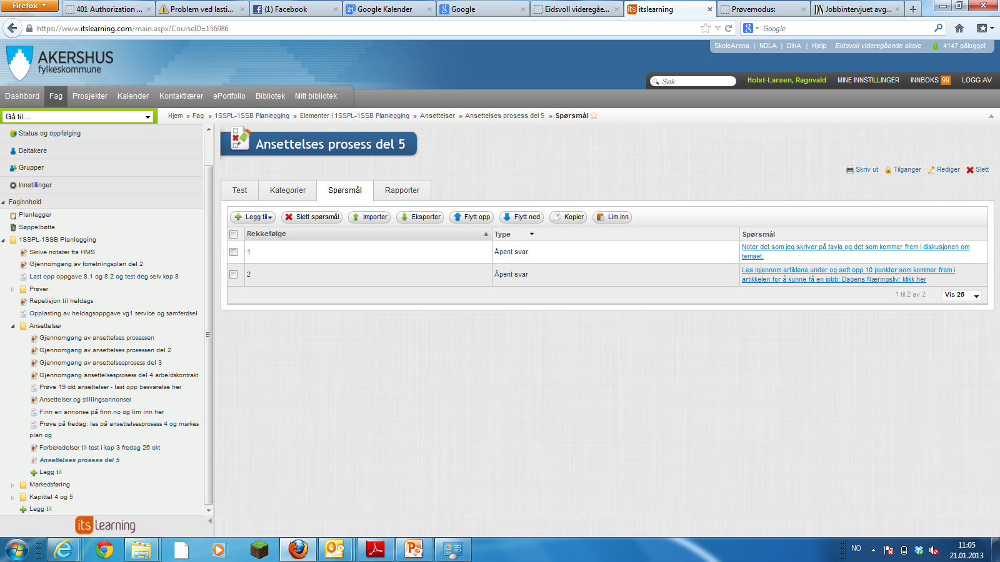 Firefox
401 Authorization ...
Problem ved lasti...
(1) Facebook
Google Kalender
Google
Eidsvoll videregåe...
itslearning
Prøvemodus:
Jobbintervjuet avg...
https://www.itslearning.com/main.aspx?CourseID=156986
Google
AKERSHUS
fylkeskommune
SkoleArena | NDLA | DinA | Hjelp Eidsvoll videregående skole 4147 pålogget
Søk
Holst-Larsen, Ragnvald MINE INNSTILLINGER INNBOKS 99 LOGG AV
Dashbord Fag Prosjekter Kalender Kontaktlærer ePortfolio Bibliotek Mitt bibliotek
Gå til ...
Hjem » Fag » 1SSPL-1SSB Planlegging » Elementer i 1SSPL-1SSB Planlegging » Ansettelser » Ansettelses prosess del 5 » Spørsmål
Status og oppfølging
Deltakere
Grupper
Innstillinger
Faginnhold
Planlegger
Søppelbøtte
1SSPL-1SSB Planlegging
Skrive notater fra HMS
Gjennomgang av forretningsplan del 2
Last opp oppgave 8.1 og 8.2 og test deg selv kap 8
Prøver
Repetisjon til heldags
Opplasting av heldagsoppgave vg1 service og samferdsel
Ansettelser
Gjennomgang av ansettelses prosessen
Gjennomgang av ansettelses prosessen del 2
Gjennomgang av ansettelsesprosess del 3
Gjennomgang ansettelsesprosess del 4 arbeidskontrakt
Prøve 19 okt ansettelser - last opp besvarelse her
Ansettelser og stillingsannonser
Finn en annonse på finn.no og lim inn her
Prøve på fredag: les på ansettelsesprosess 4 og markes
plan og
Forberedelser til test i kap 3 fredag 26 okt
Ansettelses prosess del 5
Legg til
Markedsføring
Kapittel 4 og 5
Legg til
its learning
Ansettelses prosess del 5
Skriv ut Tilganger Rediger Slett
Test Kategorier Spørsmål Rapporter
Legg til Slett spørsmål Importer Eksporter Flytt opp Flytt ned Kopier Lim inn
Rekkefølge Type Spørsmål
1 Åpent svar Noter det som jeg skriver på tavla og det som kommer frem i diskusjonen om
temaet.
2 Åpent svar Les igjennom artiklene under og sett opp 10 punkter som kommer frem i
artikkelen for å kunne få en jobb: Dagens Næringsliv: klikk her
1 til 2 av 2 Vis 25
NO
11:05
21.01.2013